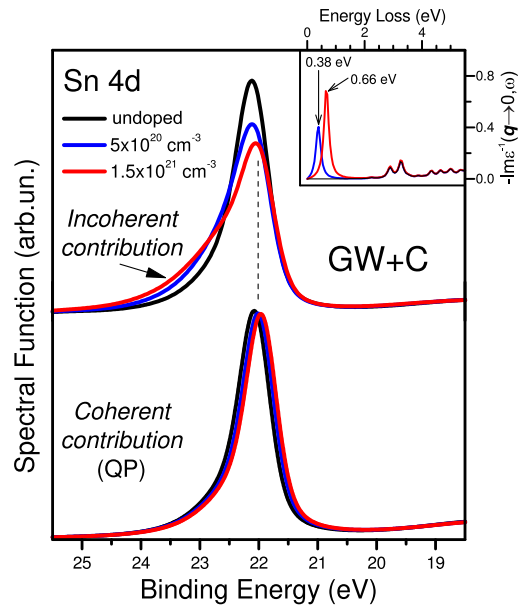 Energy Loss (eV)
0 2 4
0.38 eV
0.66 eV
-0.8
-0.4
0.0
-Imε⁻¹(q→0,ω)
Sn 4d
undoped
5x10²⁰ cm⁻³
1.5x10²¹ cm⁻³
Incoherent
contribution
GW+C
Coherent
contribution
(QP)
Spectral Function (arb.un.)
25 24 23 22 21 20 19
Binding Energy (eV)